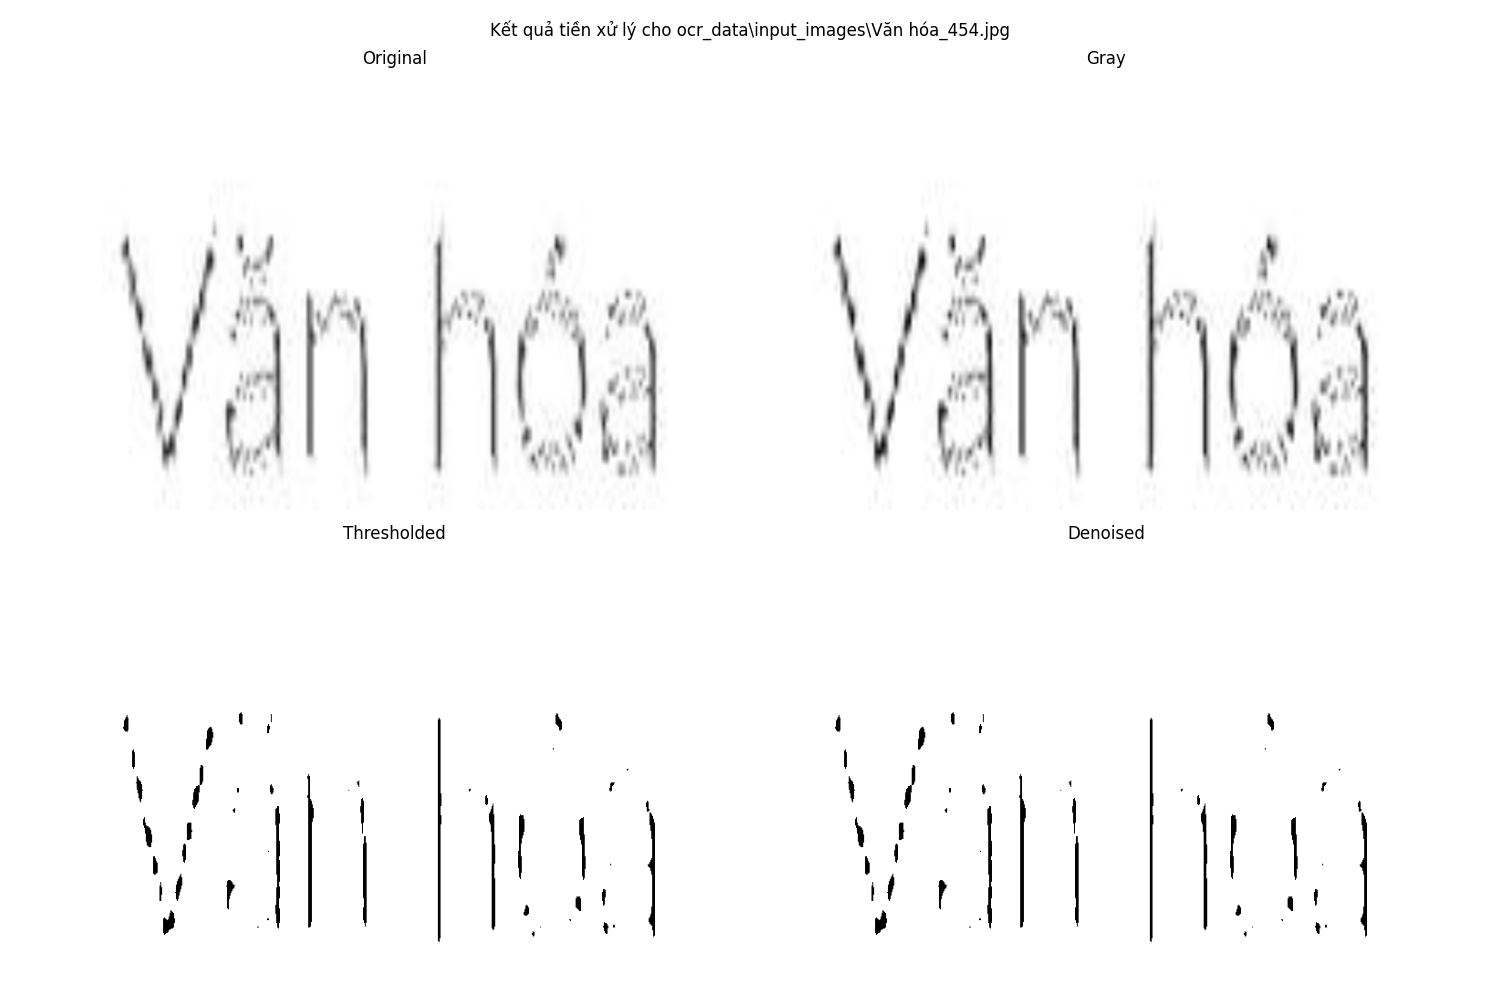 Kết quả tiền xử lý cho ocr_data\input_images\Văn hóa_454.jpg
Original
Gray
Văn hóa
Văn hóa
Thresholded
Denoised